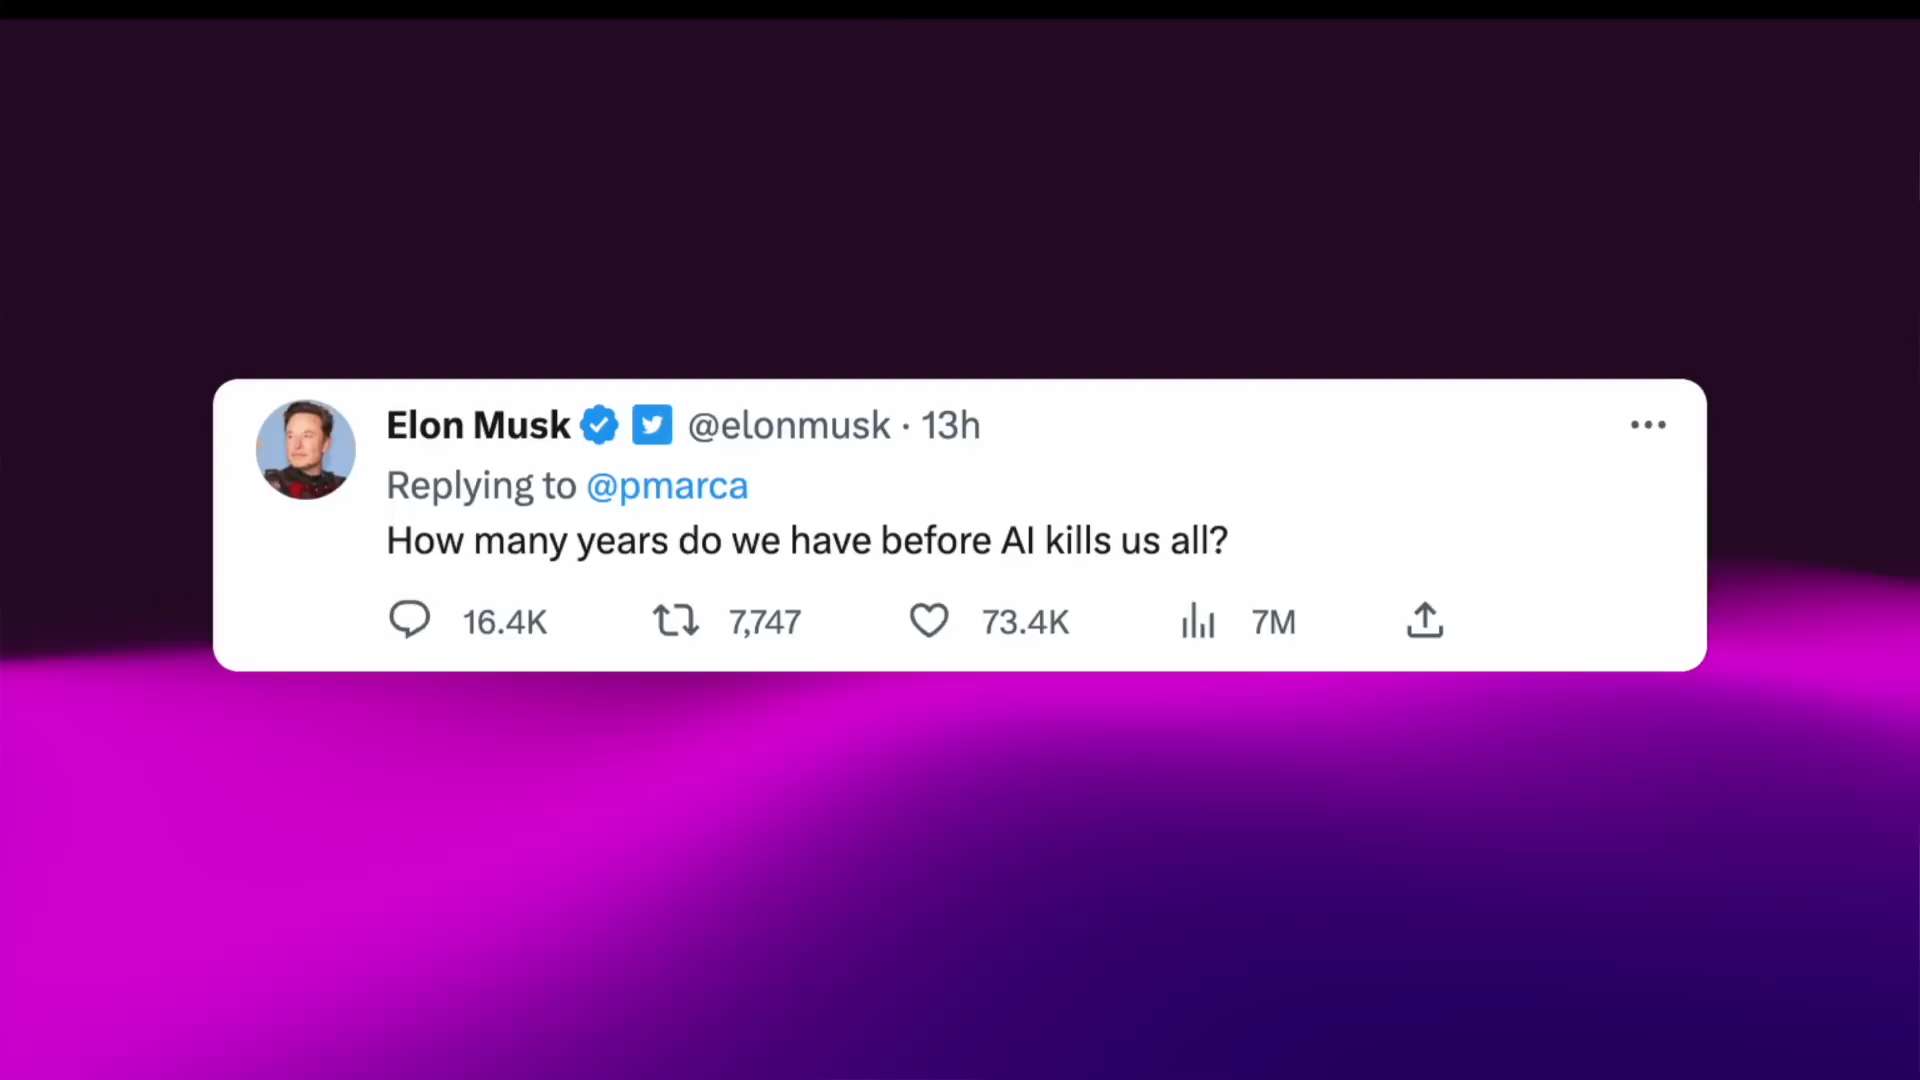 Elon Musk @elonmusk · 13h
Replying to @pmarca
How many years do we have before AI kills us all?
16.4K 7,747 73.4K 7M